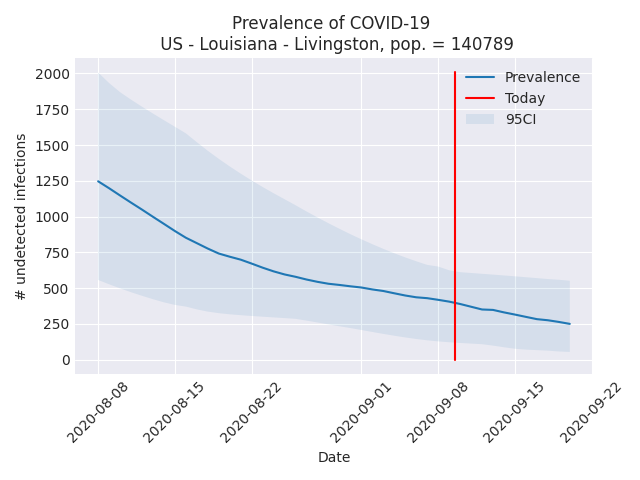 Prevalence of COVID-19
US - Louisiana - Livingston, pop. = 140789
2000
1750
1500
1250
1000
750
500
250
0
# undetected infections
Prevalence
Today
95CI
2020-08-08
2020-08-15
2020-08-22
2020-09-01
2020-09-08
2020-09-15
2020-09-22
Date